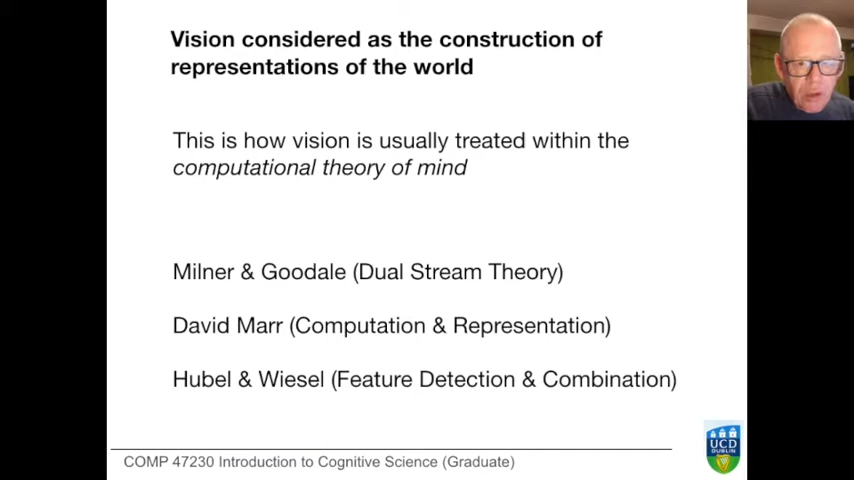 Vision considered as the construction of
representations of the world
This is how vision is usually treated within the
computational theory of mind
Milner & Goodale (Dual Stream Theory)
David Marr (Computation & Representation)
Hubel & Wiesel (Feature Detection & Combination)
COMP 47230 Introduction to Cognitive Science (Graduate)
UCD
DUBLIN